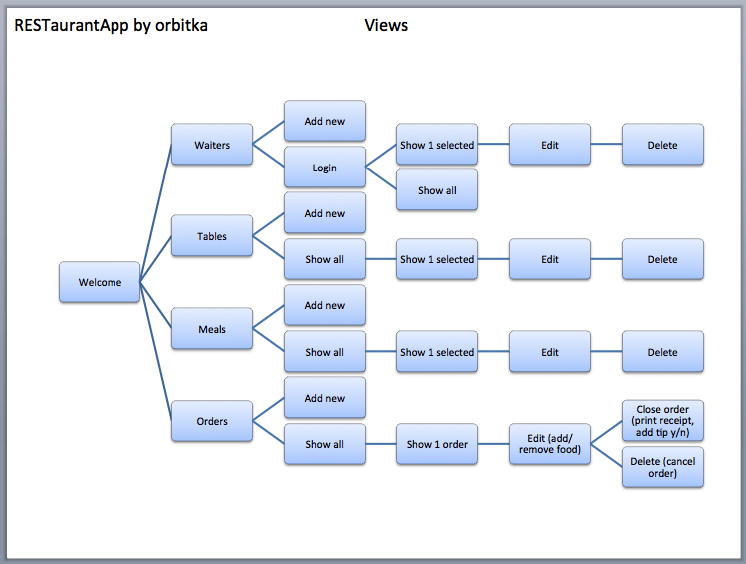 RESTaurantApp by orbitka
Views
Welcome
Waiters
Add new
Login
Show 1 selected
Edit
Delete
Show all
Tables
Add new
Show all
Show 1 selected
Edit
Delete
Meals
Add new
Show all
Show 1 selected
Edit
Delete
Orders
Add new
Show all
Show 1 order
Edit (add/
remove food)
Close order
(print receipt,
add tip y/n)
Delete (cancel
order)